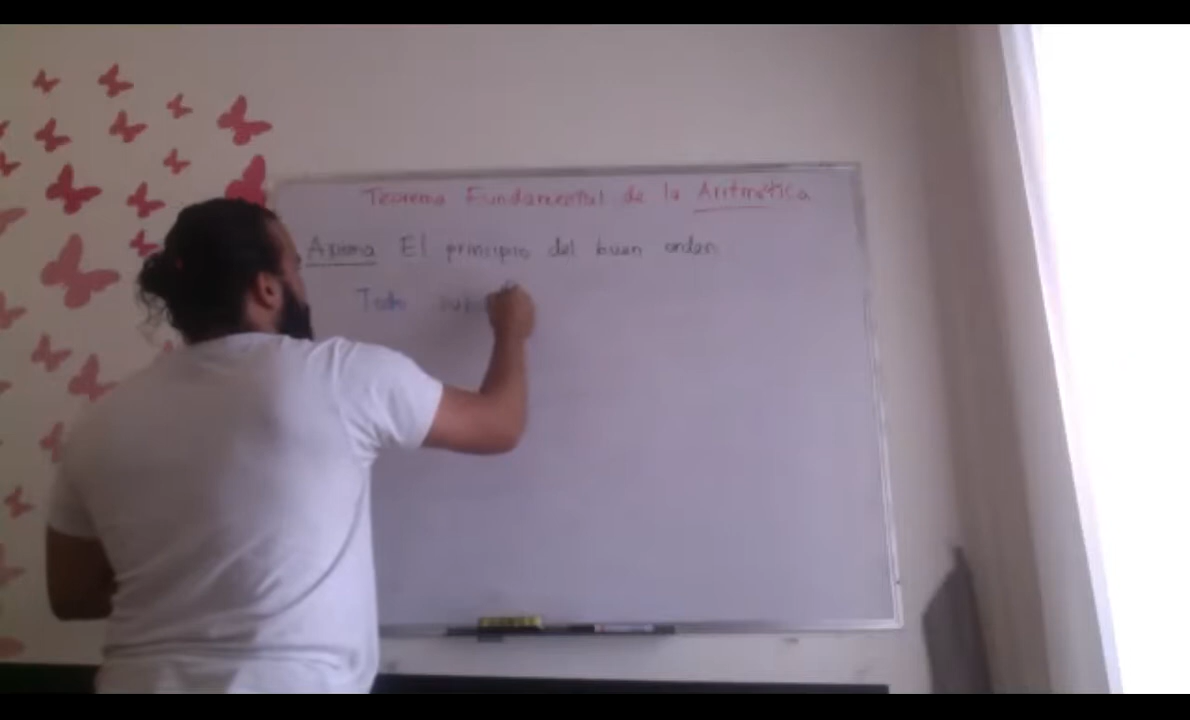 Teorema Fundamental de la Aritmética
Axioma El principio del buen orden.
Todo